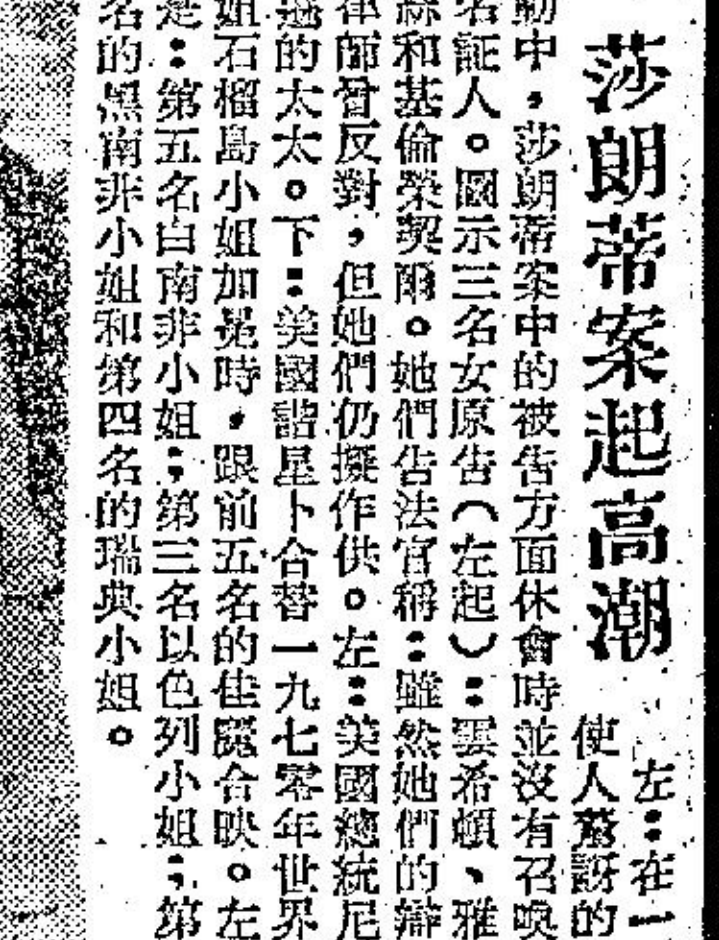 莎朗蒂案起高潮
左：在一
使人驚訝的
動中，莎朗蒂案中的被告方面休會時並沒有召喚
名証人。圖示三名女原告（左起）：雲希頓、雅
絲和基倫榮契爾。她們告法官稱：雖然她們的辯
律師曾反對，但她們仍擬作供。左：美國總統尼
遜的太太。下：美國諧星卜合替一九七零年世界
姐石榴島小姐加冕時，跟前五名的佳麗合映。左
是：第五名白南非小姐；第三名以色列小姐；第
名的黑南非小姐和第四名的瑞典小姐。